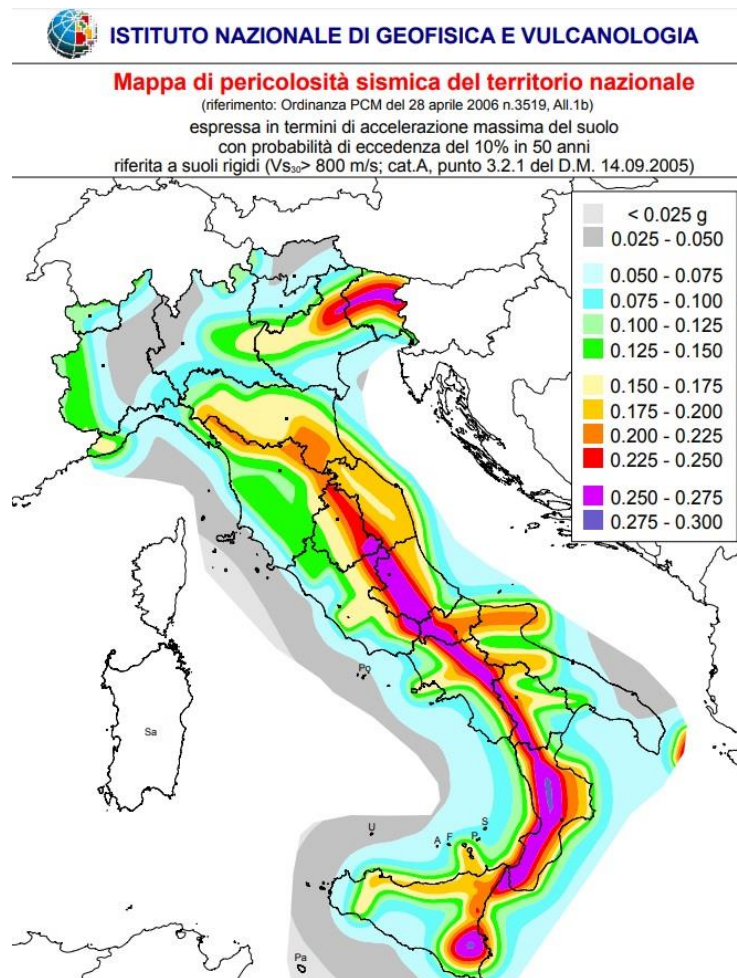 ISTITUTO NAZIONALE DI GEOFISICA E VULCANOLOGIA
Mappa di pericolosità sismica del territorio nazionale
(riferimento: Ordinanza PCM del 28 aprile 2006 n.3519, All.1b)
espressa in termini di accelerazione massima del suolo
con probabilità di eccedenza del 10% in 50 anni
riferita a suoli rigidi (Vs₃₀> 800 m/s; cat.A, punto 3.2.1 del D.M. 14.09.2005)
< 0.025 g
0.025 - 0.050
0.050 - 0.075
0.075 - 0.100
0.100 - 0.125
0.125 - 0.150
0.150 - 0.175
0.175 - 0.200
0.200 - 0.225
0.225 - 0.250
0.250 - 0.275
0.275 - 0.300
Po
Sa
U
S
A
F
P
Pa